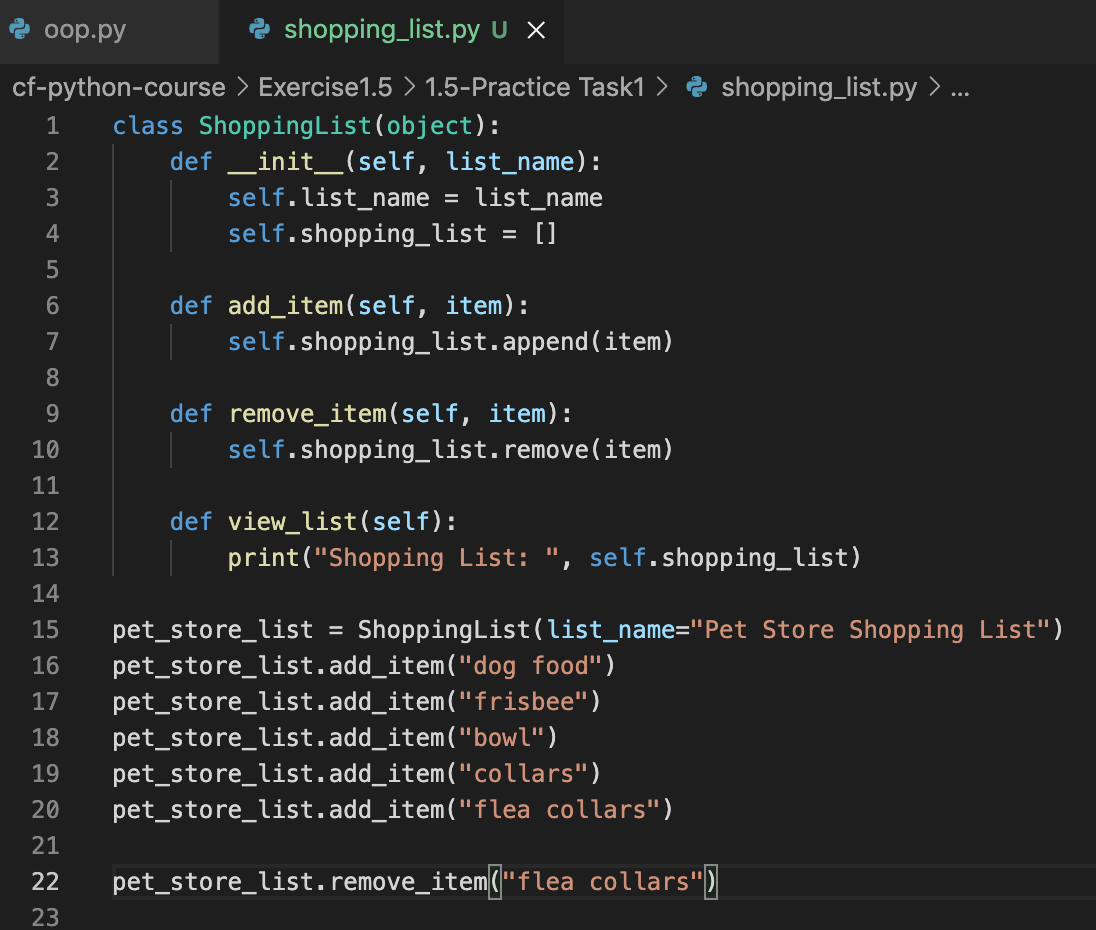 oop.py
shopping_list.py U
cf-python-course > Exercise1.5 > 1.5-Practice Task1 > shopping_list.py > ...
1 class ShoppingList(object):
2     def __init__(self, list_name):
3         self.list_name = list_name
4         self.shopping_list = []
5
6     def add_item(self, item):
7         self.shopping_list.append(item)
8
9     def remove_item(self, item):
10         self.shopping_list.remove(item)
11
12     def view_list(self):
13         print("Shopping List: ", self.shopping_list)
14
15 pet_store_list = ShoppingList(list_name="Pet Store Shopping List")
16 pet_store_list.add_item("dog food")
17 pet_store_list.add_item("frisbee")
18 pet_store_list.add_item("bowl")
19 pet_store_list.add_item("collars")
20 pet_store_list.add_item("flea collars")
21
22 pet_store_list.remove_item("flea collars")
23